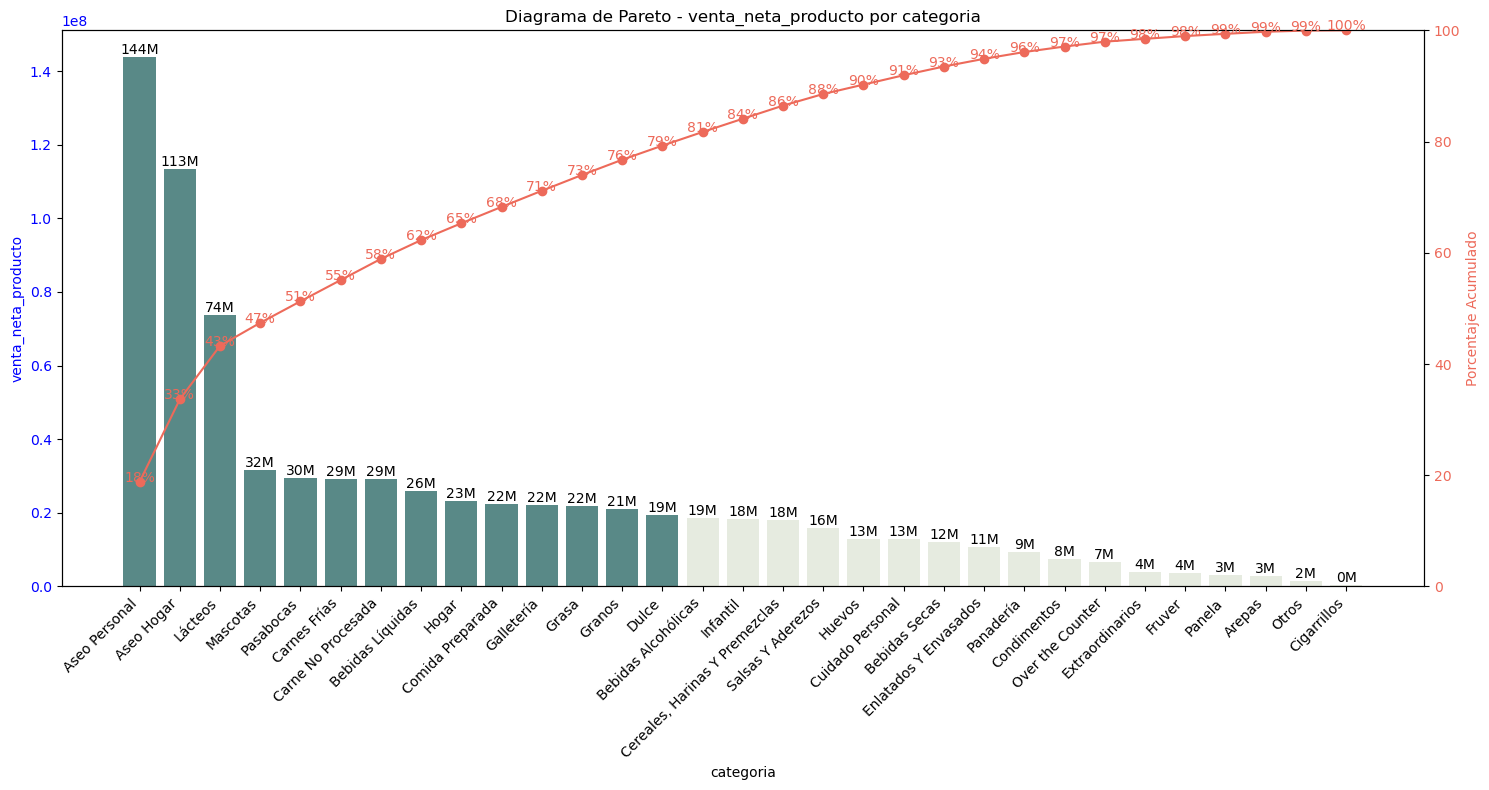 Diagrama de Pareto - venta_neta_producto por categoria
1e8
venta_neta_producto
0.0
0.2
0.4
0.6
0.8
1.0
1.2
1.4
144M
113M
74M
32M
30M
29M
29M
26M
23M
22M
22M
22M
21M
19M
19M
18M
18M
16M
13M
13M
12M
11M
9M
8M
7M
4M
4M
3M
3M
2M
0M
18%
33%
43%
47%
51%
55%
58%
62%
65%
68%
71%
73%
76%
79%
81%
84%
86%
88%
90%
91%
93%
94%
96%
97%
97%
98%
98%
99%
99%
99%
100%
0
20
40
60
80
100
Porcentaje Acumulado
Aseo Personal
Aseo Hogar
Lácteos
Mascotas
Pasabocas
Carnes Frías
Carne No Procesada
Bebidas Líquidas
Hogar
Comida Preparada
Galletería
Grasa
Granos
Dulce
Bebidas Alcohólicas
Infantil
Cereales, Harinas Y Premezclas
Salsas Y Aderezos
Huevos
Cuidado Personal
Bebidas Secas
Enlatados Y Envasados
Panadería
Condimentos
Over the Counter
Extraordinarios
Fruver
Panela
Arepas
Otros
Cigarrillos
categoria